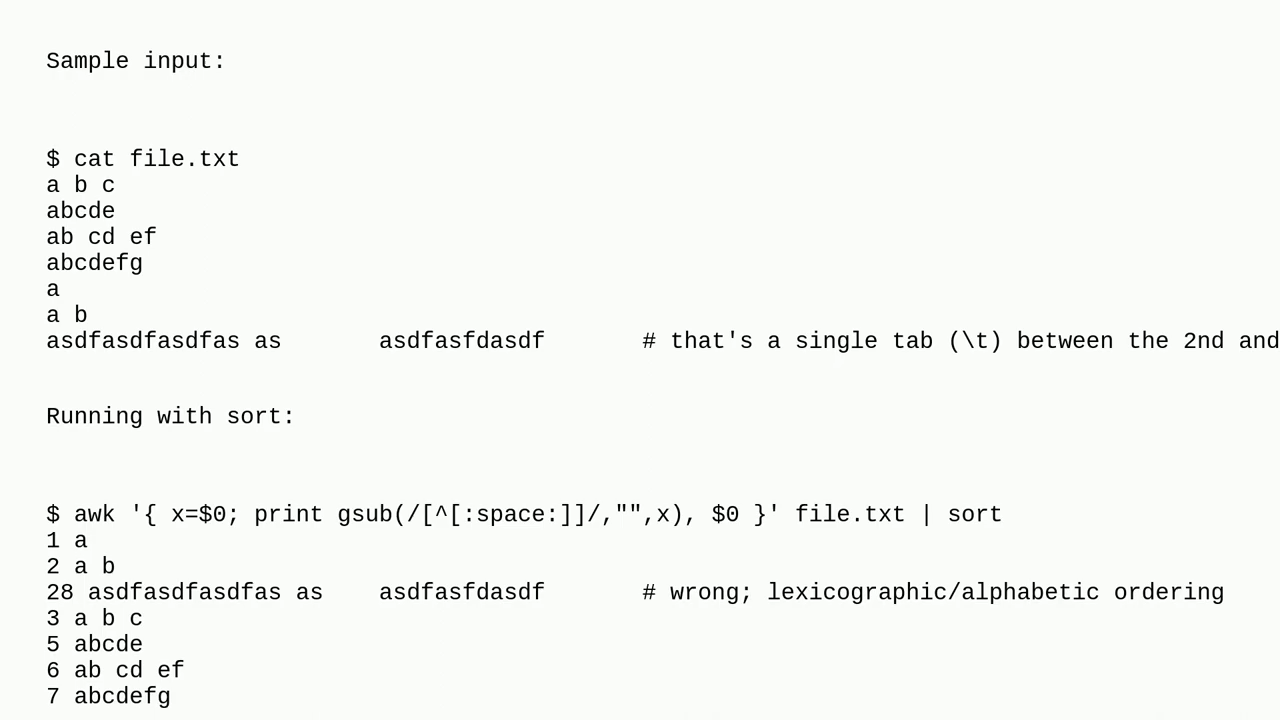 Sample input:
$ cat file.txt
a b c
abcde
ab cd ef
abcdefg
a
a b
asdfasdfasdfas as       asdfasfdasdf       # that's a single tab (\t) between the 2nd and
Running with sort:
$ awk '{ x=$0; print gsub(/[^[:space:]]/,"",x), $0 }' file.txt | sort
1 a
2 a b
28 asdfasdfasdfas as    asdfasfdasdf       # wrong; lexicographic/alphabetic ordering
3 a b c
5 abcde
6 ab cd ef
7 abcdefg